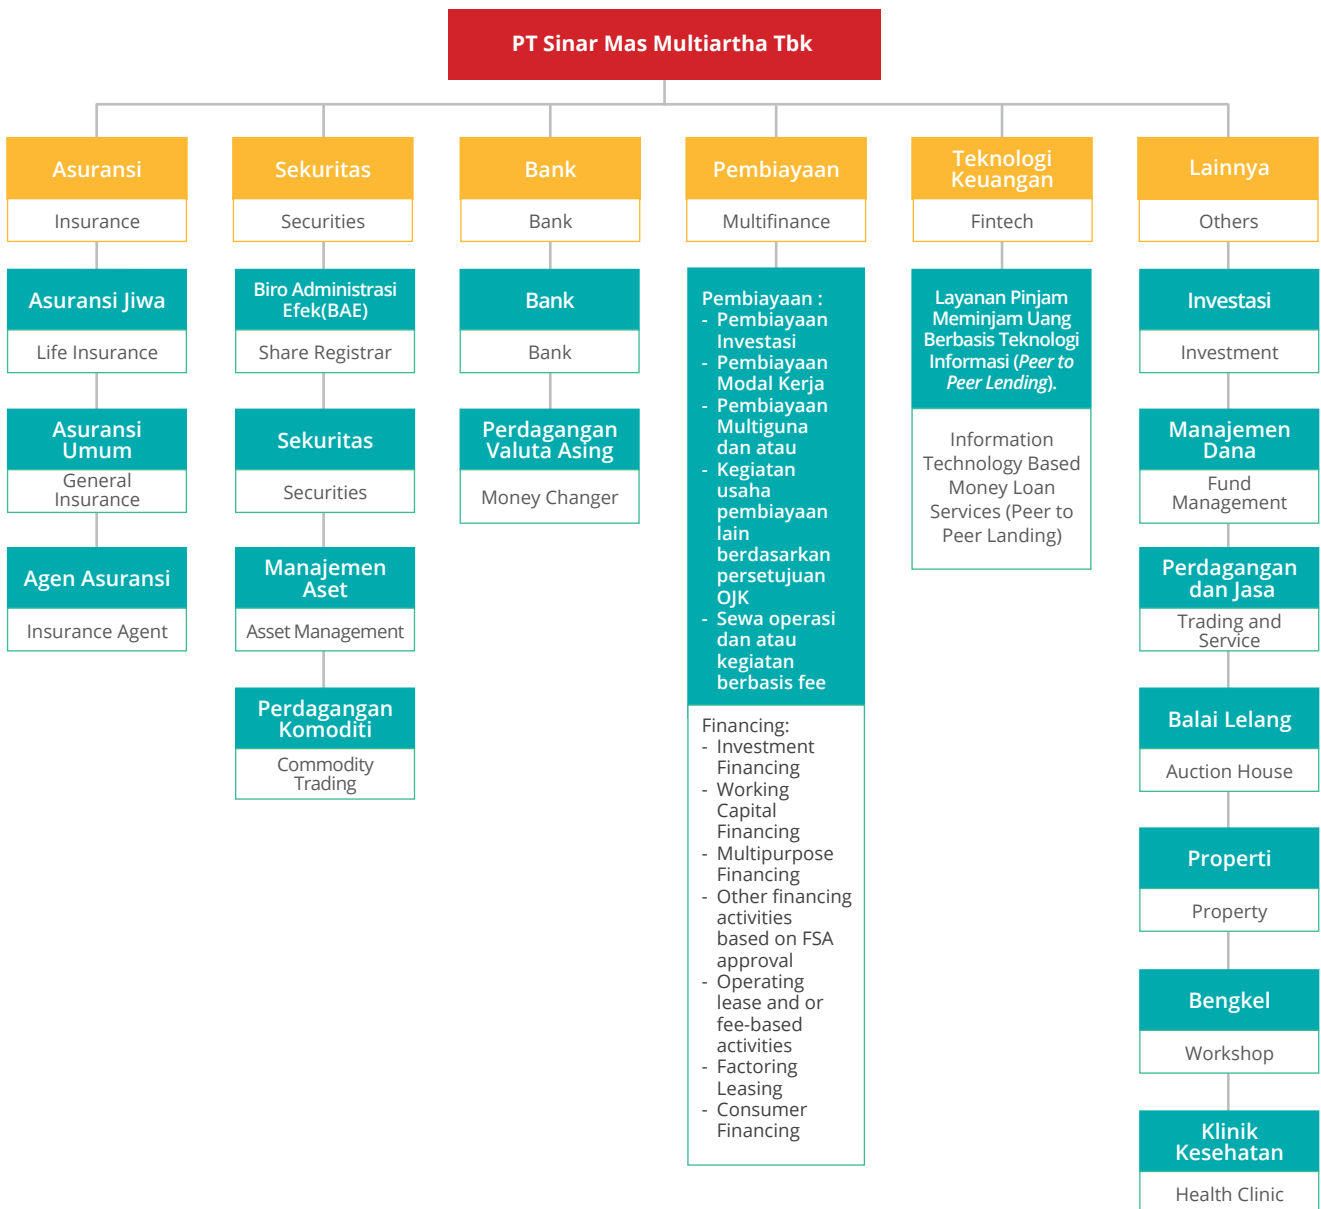 PT Sinar Mas Multiartha Tbk
Asuransi
Insurance
Asuransi Jiwa
Life Insurance
Asuransi
Umum
General
Insurance
Agen Asuransi
Insurance Agent
Sekuritas
Securities
Biro Administrasi
Efek(BAE)
Share Registrar
Sekuritas
Securities
Manajemen
Aset
Asset Management
Perdagangan
Komoditi
Commodity
Trading
Bank
Bank
Bank
Bank
Perdagangan
Valuta Asing
Money Changer
Pembiayaan
Multifinance
Pembiayaan :
- Pembiayaan
Investasi
- Pembiayaan
Modal Kerja
- Pembiayaan
Multiguna
dan atau
- Kegiatan
usaha
pembiayaan
lain
berdasarkan
persetujuan
OJK
- Sewa operasi
dan atau
kegiatan
berbasis fee
Financing:
- Investment
Financing
- Working
Capital
Financing
- Multipurpose
Financing
- Other financing
activities
based on FSA
approval
- Operating
lease and or
fee-based
activities
- Factoring
Leasing
- Consumer
Financing
Teknologi
Keuangan
Fintech
Layanan Pinjam
Meminjam Uang
Berbasis Teknologi
Informasi (Peer to
Peer Lending).
Information
Technology Based
Money Loan
Services (Peer to
Peer Landing)
Lainnya
Others
Investasi
Investment
Manajemen
Dana
Fund
Management
Perdagangan
dan Jasa
Trading and
Service
Balai Lelang
Auction House
Properti
Property
Bengkel
Workshop
Klinik
Kesehatan
Health Clinic